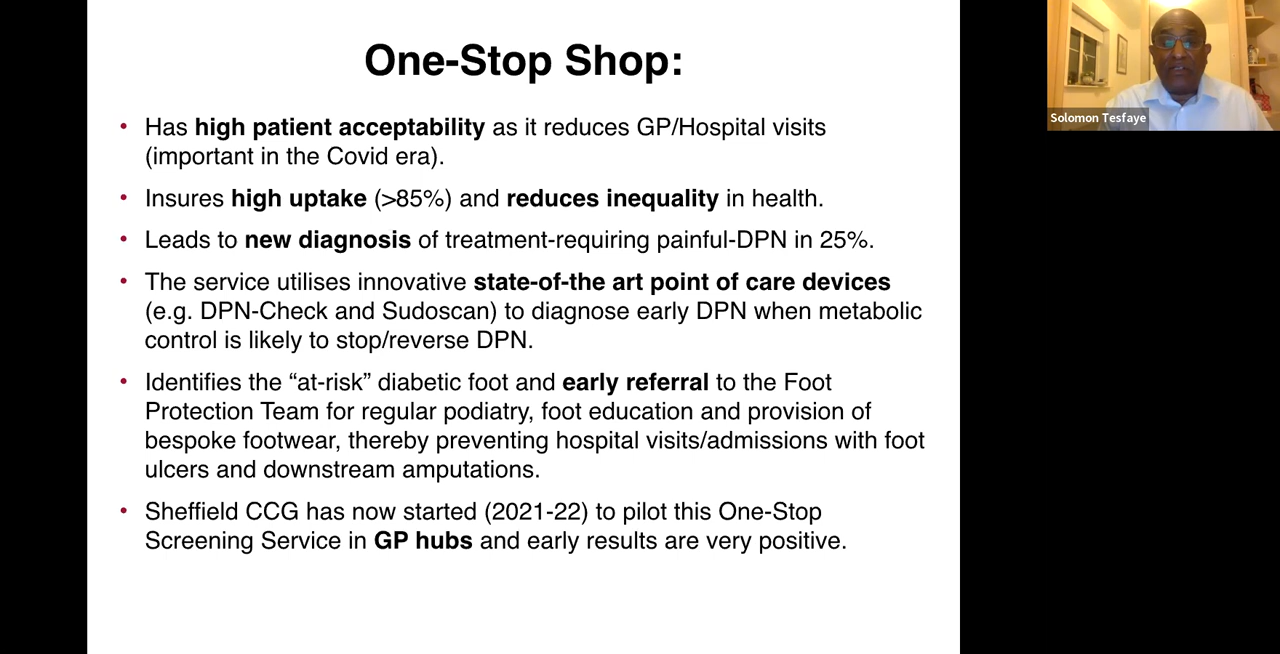 One-Stop Shop:
• Has high patient acceptability as it reduces GP/Hospital visits
(important in the Covid era).
• Insures high uptake (>85%) and reduces inequality in health.
• Leads to new diagnosis of treatment-requiring painful-DPN in 25%.
• The service utilises innovative state-of-the art point of care devices
(e.g. DPN-Check and Sudoscan) to diagnose early DPN when metabolic
control is likely to stop/reverse DPN.
• Identifies the “at-risk” diabetic foot and early referral to the Foot
Protection Team for regular podiatry, foot education and provision of
bespoke footwear, thereby preventing hospital visits/admissions with foot
ulcers and downstream amputations.
• Sheffield CCG has now started (2021-22) to pilot this One-Stop
Screening Service in GP hubs and early results are very positive.
Solomon Tesfaye